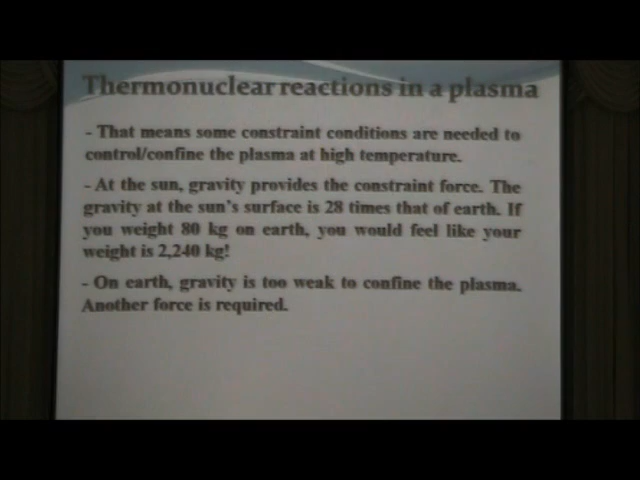 Thermonuclear reactions in a plasma
- That means some constraint conditions are needed to
control/confine the plasma at high temperature.
- At the sun, gravity provides the constraint force. The
gravity at the sun's surface is 28 times that of earth. If
you weight 80 kg on earth, you would feel like your
weight is 2,240 kg!
- On earth, gravity is too weak to confine the plasma.
Another force is required.